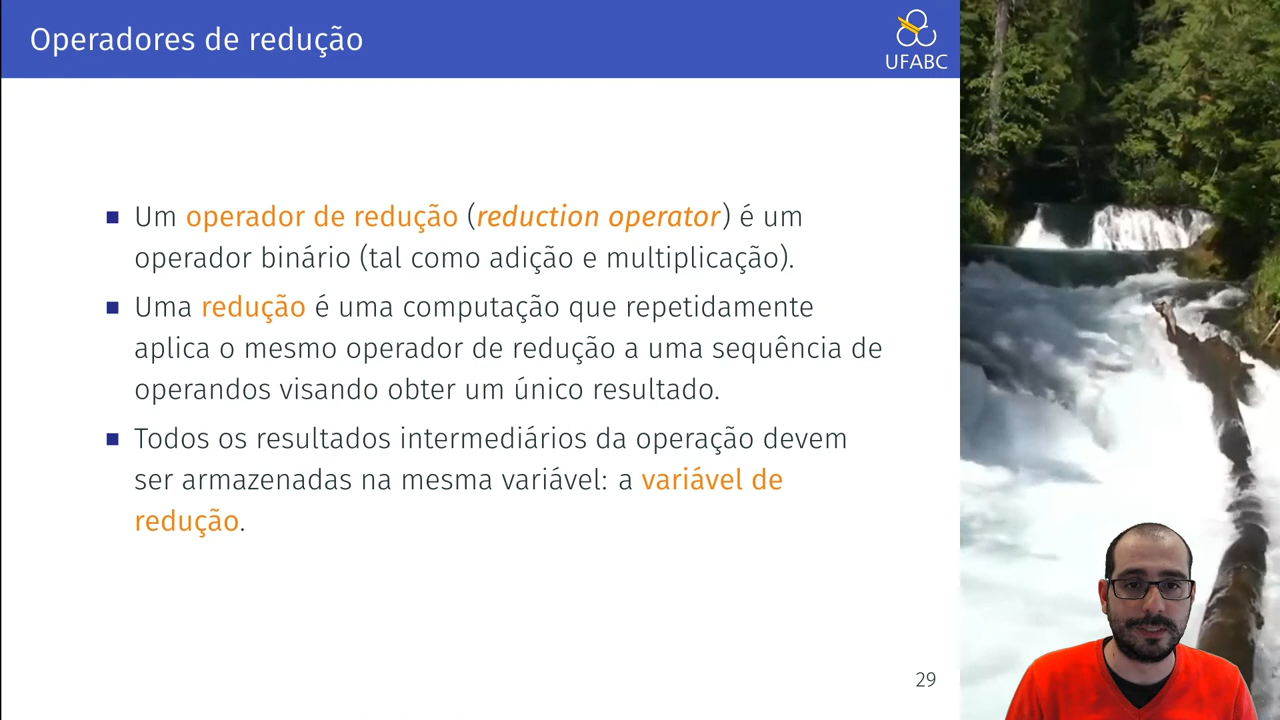 Operadores de redução
UFABC
Um operador de redução (reduction operator) é um
operador binário (tal como adição e multiplicação).
Uma redução é uma computação que repetidamente
aplica o mesmo operador de redução a uma sequência de
operandos visando obter um único resultado.
Todos os resultados intermediários da operação devem
ser armazenadas na mesma variável: a variável de
redução.
29